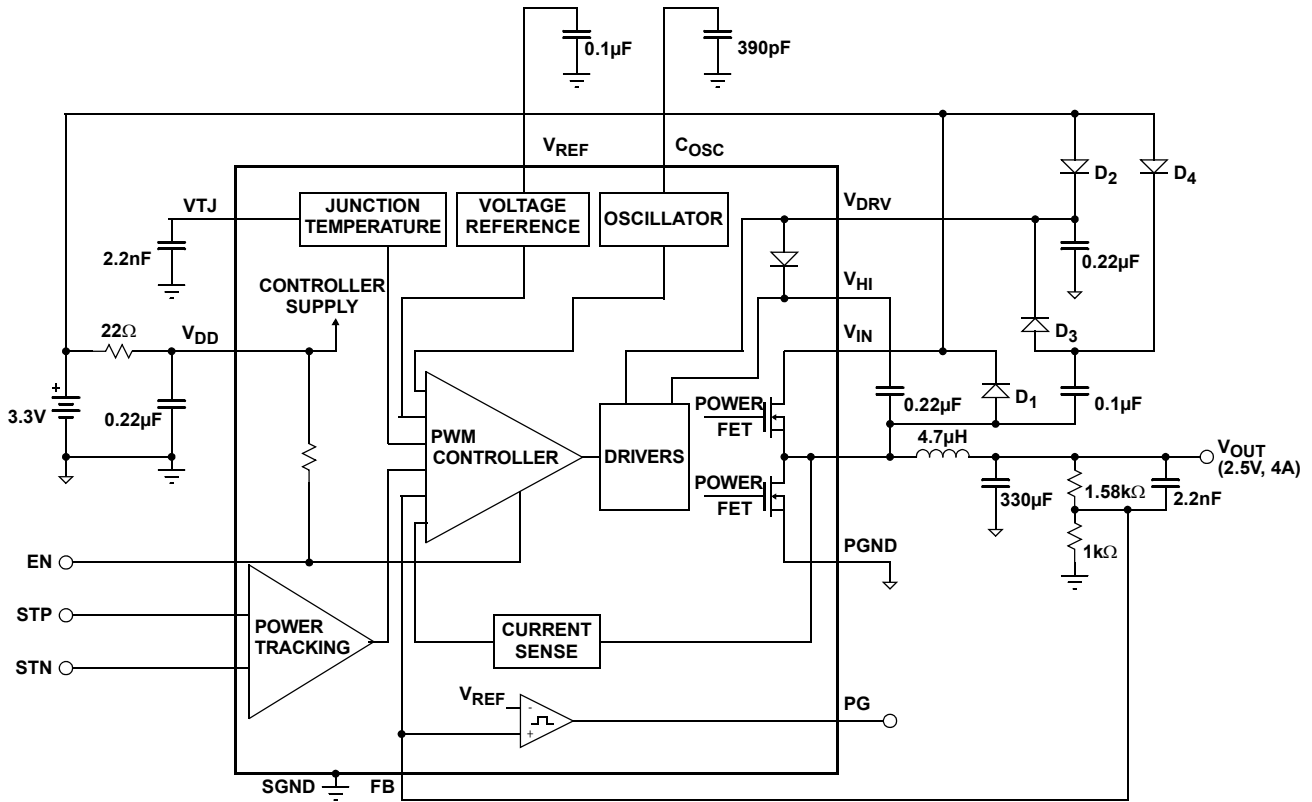 0.1µF
390pF
VREF
COSC
D2
D4
VTJ
JUNCTION
TEMPERATURE
VOLTAGE
REFERENCE
OSCILLATOR
VDRV
2.2nF
0.22µF
CONTROLLER
SUPPLY
VHI
22Ω
VDD
VIN
D3
+
3.3V
0.22µF
POWER
FET
0.22µF
D1
0.1µF
PWM
CONTROLLER
DRIVERS
4.7µH
VOUT
(2.5V, 4A)
POWER
FET
330µF
1.58kΩ
2.2nF
1kΩ
PGND
EN
STP
POWER
TRACKING
STN
CURRENT
SENSE
VREF
-
+
PG
SGND
FB